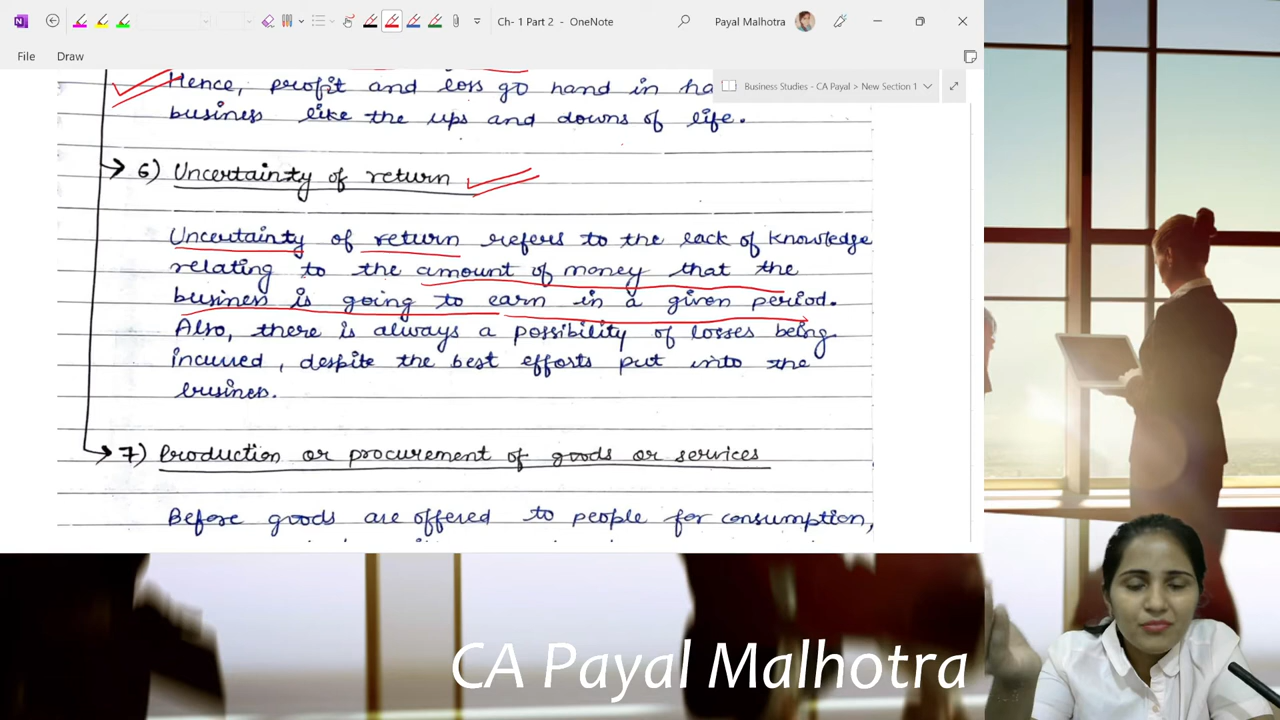 Ch- 1 Part 2 - OneNote
Payal Malhotra
File Draw
Business Studies - CA Payal > New Section 1
Hence, profit and loss go hand in
business like the ups and downs of life.
6) Uncertainty of return
Uncertainty of return refers to the lack of knowledge
relating to the amount of money that the
business is going to earn in a given period.
Also, there is always a possibility of losses being
incurred, despite the best efforts put into the
business.
7) Production or procurement of goods or services
Before goods are offered to people for consumption,
CA Payal Malhotra